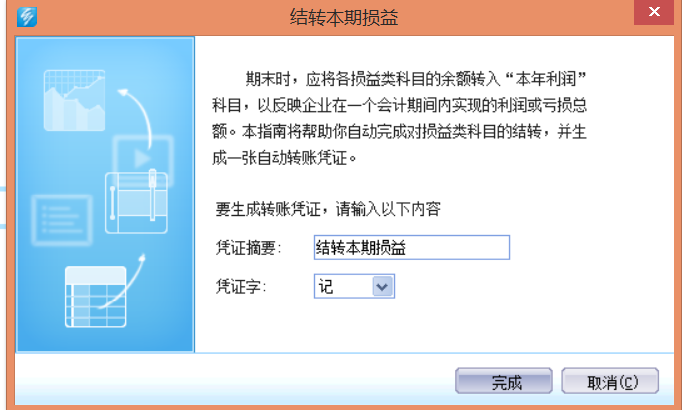 结转本期损益
期末时，应将各损益类科目的余额转入“本年利润”
科目，以反映企业在一个会计期间内实现的利润或亏损总
额。本指南将帮助你自动完成对损益类科目的结转，并生
成一张自动转账凭证。
要生成转账凭证，请输入以下内容
凭证摘要: 结转本期损益
凭证字: 记
完成 取消(C)